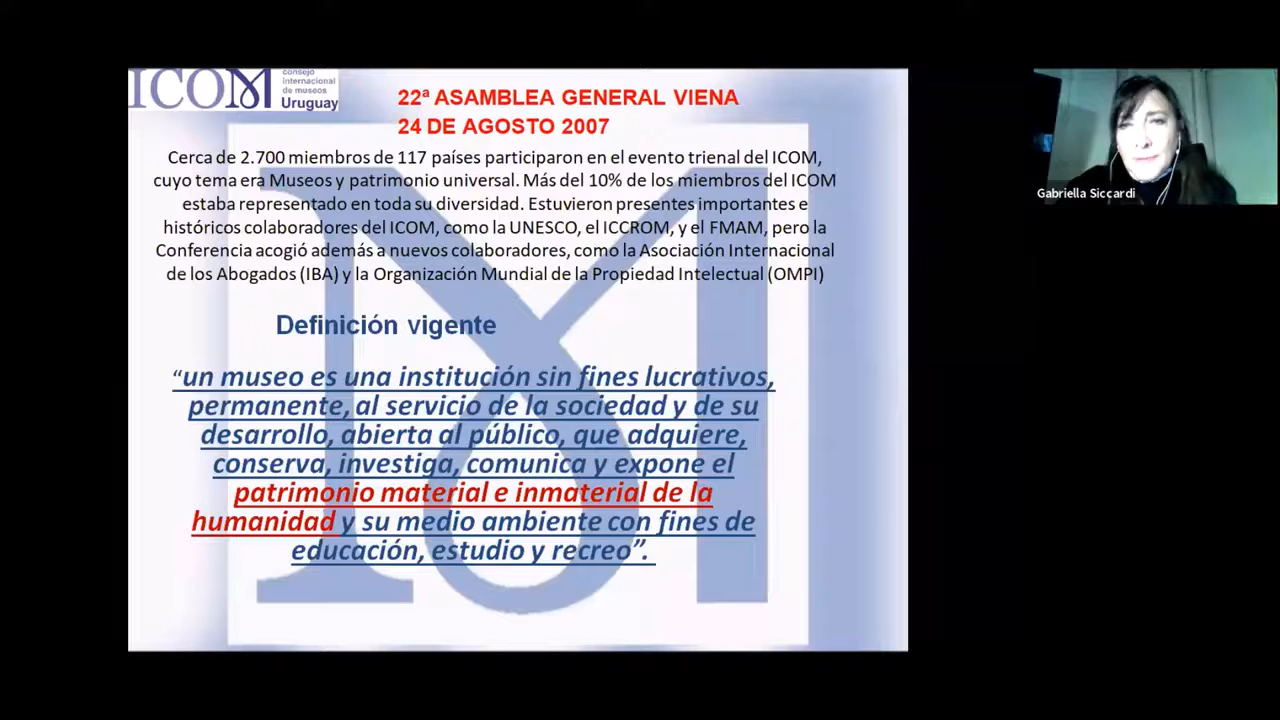 ICOM
consejo
internacional
de museos
Uruguay
22ª ASAMBLEA GENERAL VIENA
24 DE AGOSTO 2007
Cerca de 2.700 miembros de 117 países participaron en el evento trienal del ICOM,
cuyo tema era Museos y patrimonio universal. Más del 10% de los miembros del ICOM
estaba representado en toda su diversidad. Estuvieron presentes importantes e
históricos colaboradores del ICOM, como la UNESCO, el ICCROM, y el FMAM, pero la
Conferencia acogió además a nuevos colaboradores, como la Asociación Internacional
de los Abogados (IBA) y la Organización Mundial de la Propiedad Intelectual (OMPI)
Definición vigente
“un museo es una institución sin fines lucrativos,
permanente, al servicio de la sociedad y de su
desarrollo, abierta al público, que adquiere,
conserva, investiga, comunica y expone el
patrimonio material e inmaterial de la
humanidad y su medio ambiente con fines de
educación, estudio y recreo”.
Gabriella Siccardi